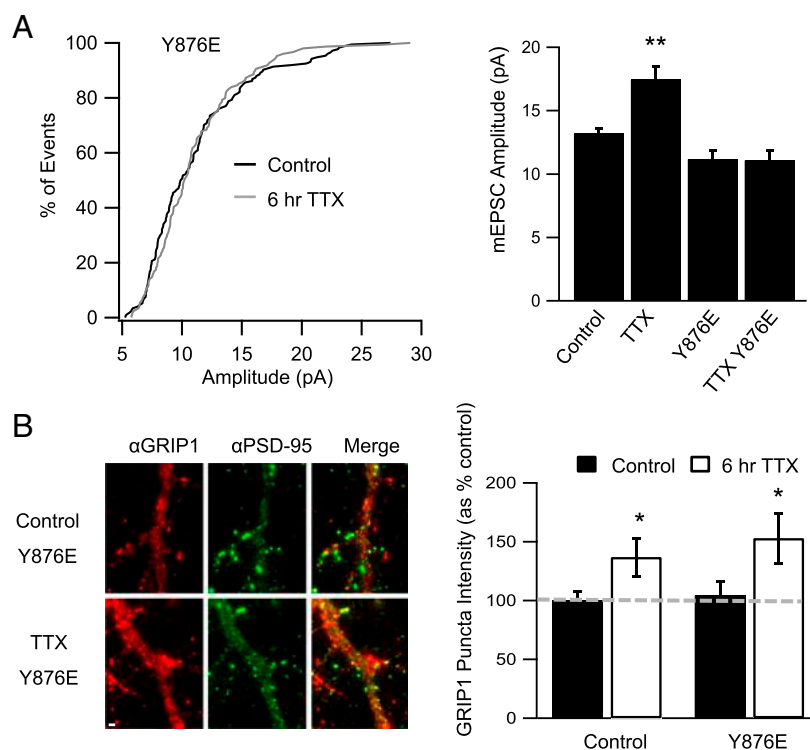 A
Y876E
% of Events
100
80
60
40
20
0
Control
6 hr TTX
5
10
15
20
25
30
Amplitude (pA)
mEPSC Amplitude (pA)
20
15
10
5
0
**
Control
TTX
Y876E
TTX Y876E
B
αGRIP1 αPSD-95 Merge
Control
Y876E
TTX
Y876E
GRIP1 Puncta Intensity (as % control)
Control 6 hr TTX
200
150
100
50
0
*
*
Control Y876E